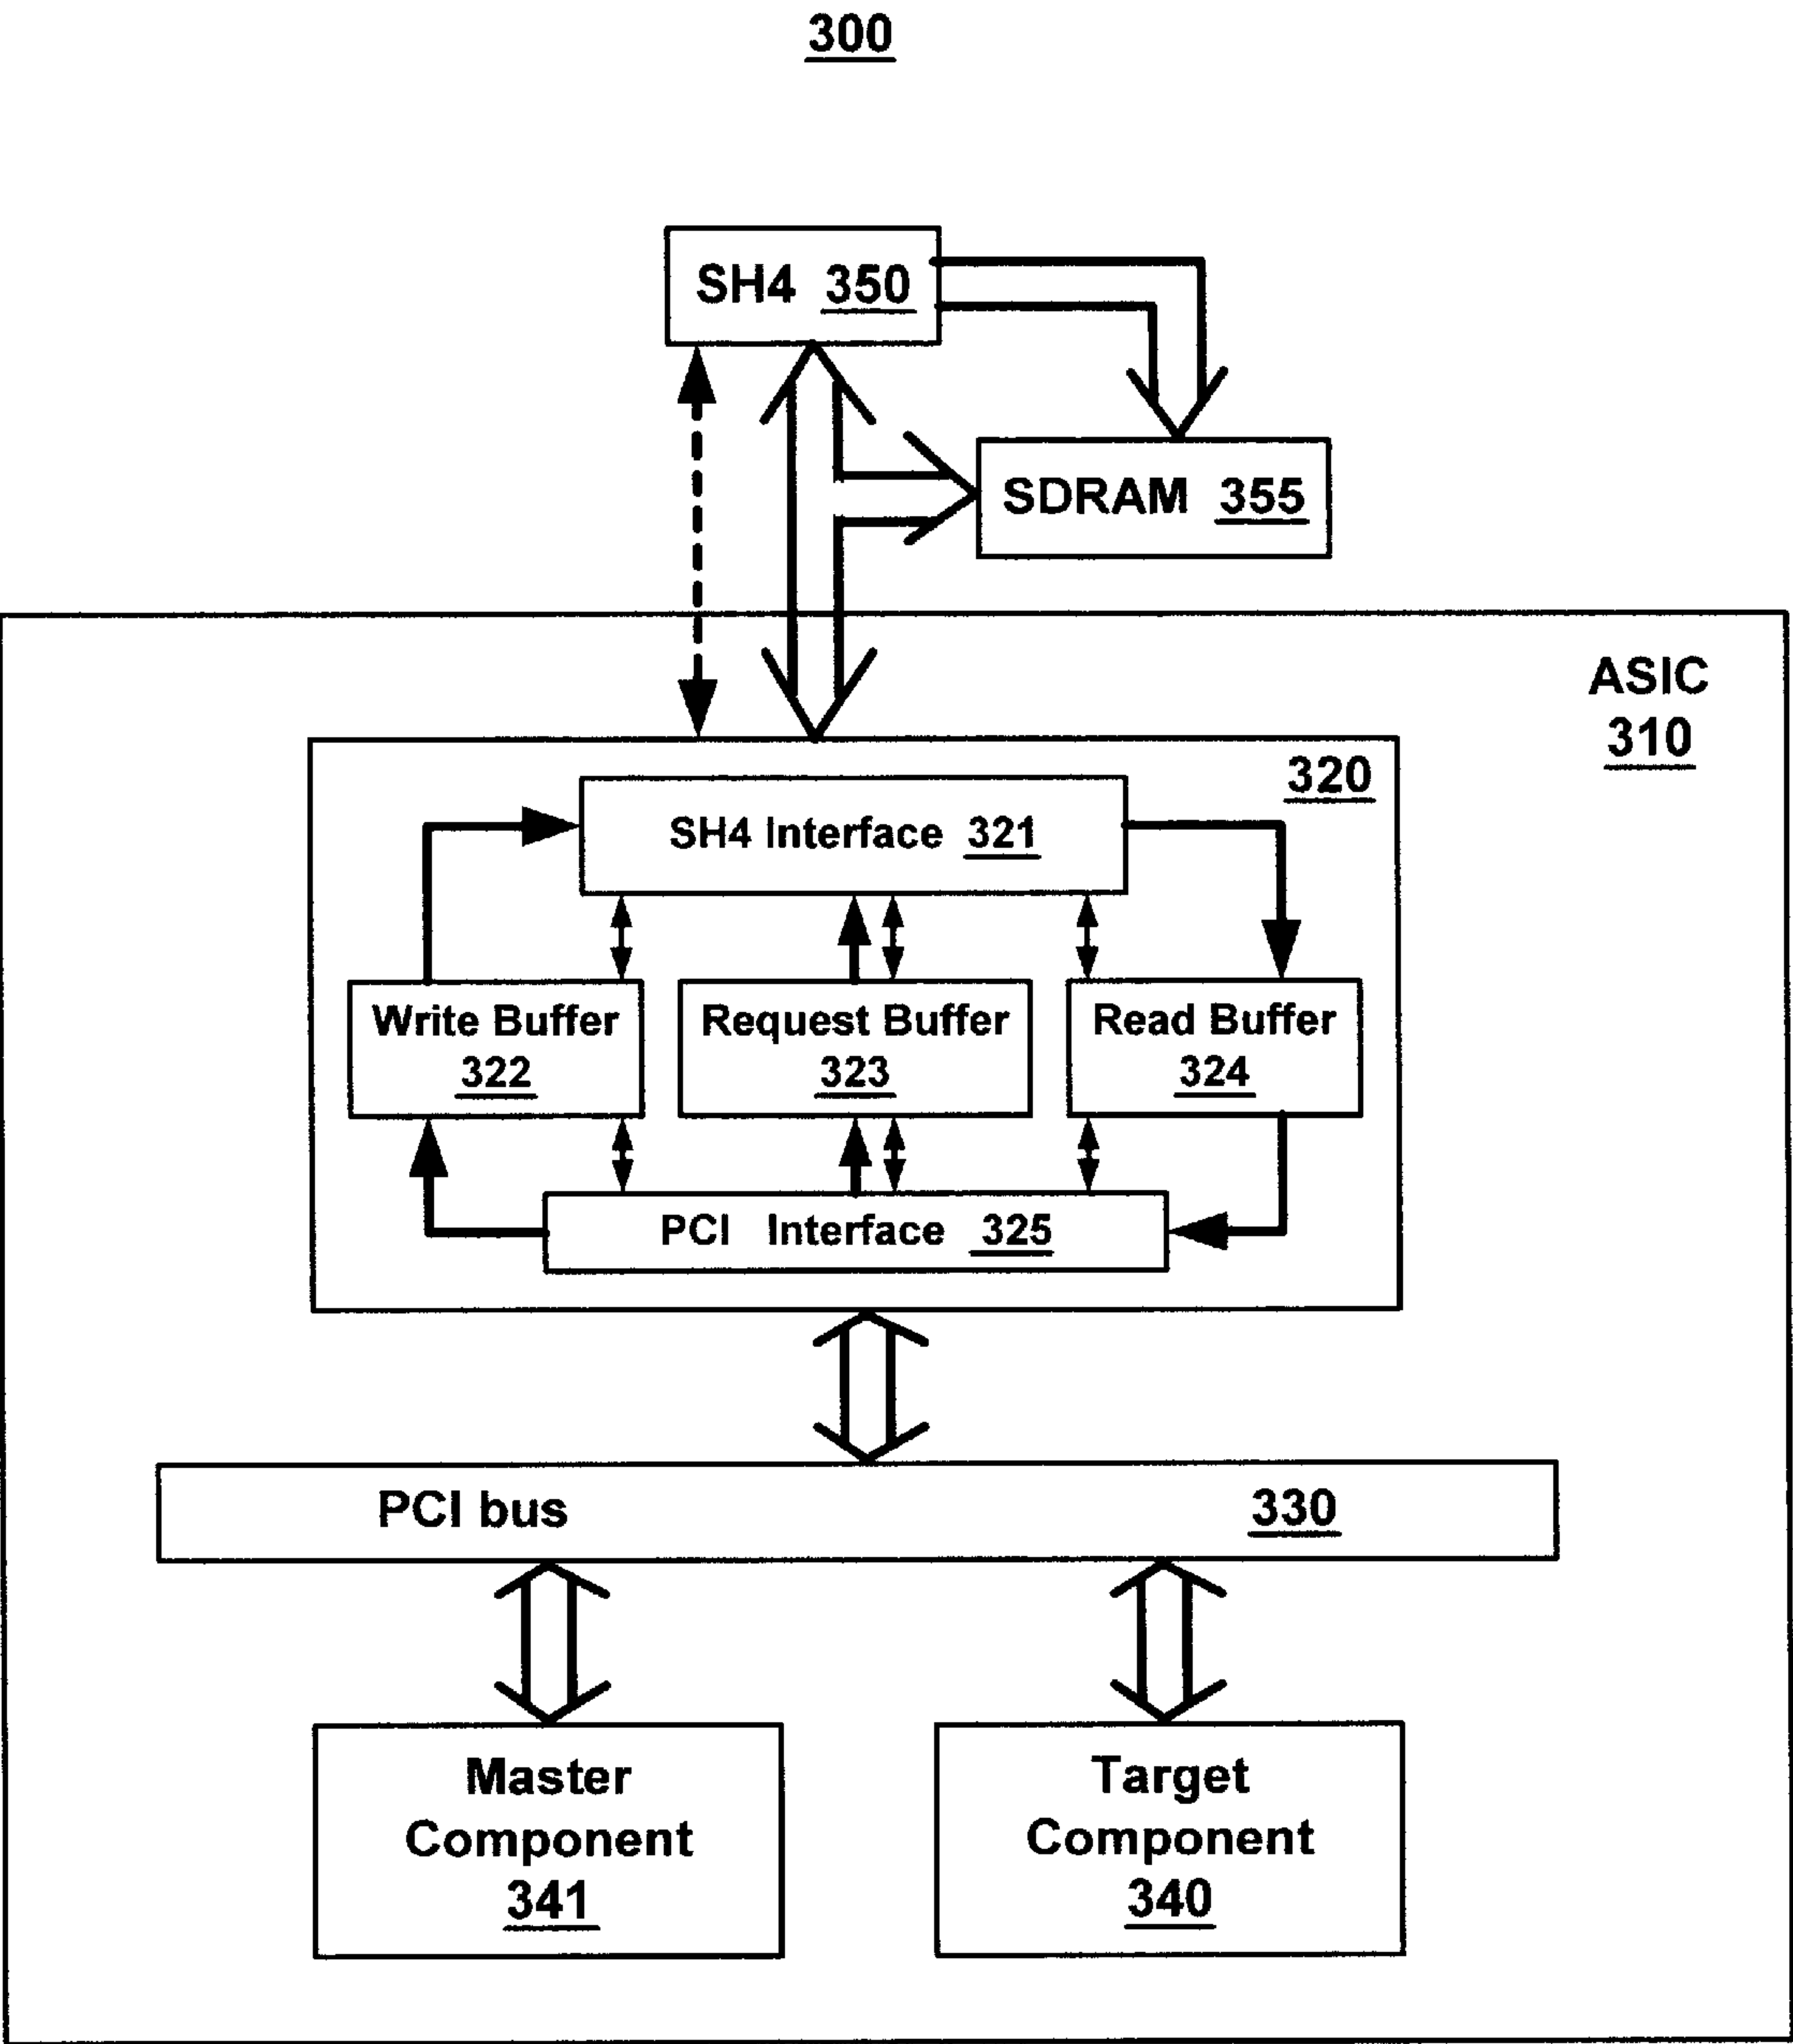 300
SH4 350
SDRAM 355
ASIC
310
320
SH4 Interface 321
Write Buffer
322
Request Buffer
323
Read Buffer
324
PCI Interface 325
PCI bus 330
Master
Component
341
Target
Component
340